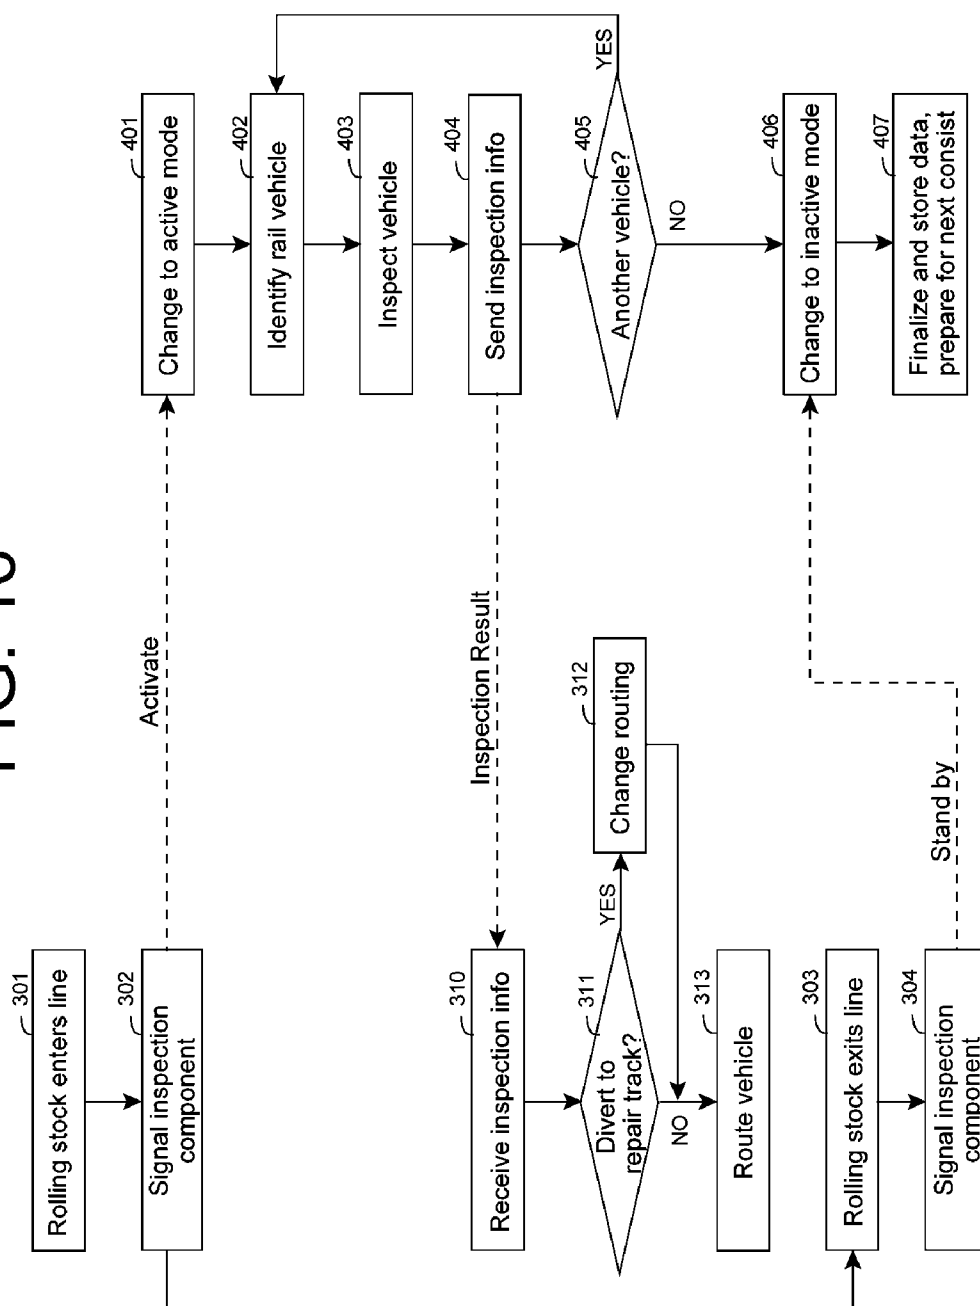 FIG.
301
Rolling stock enters line
302
Signal inspection
component
Activate
401
Change to active mode
402
Identify rail vehicle
403
Inspect vehicle
404
Send inspection info
Inspection Result
405
Another vehicle?
YES
NO
310
Receive inspection info
311
Divert to
repair track?
YES
NO
312
Change routing
313
Route vehicle
303
Rolling stock exits line
304
Signal inspection
component
Stand by
406
Change to inactive mode
407
Finalize and store data,
prepare for next consist